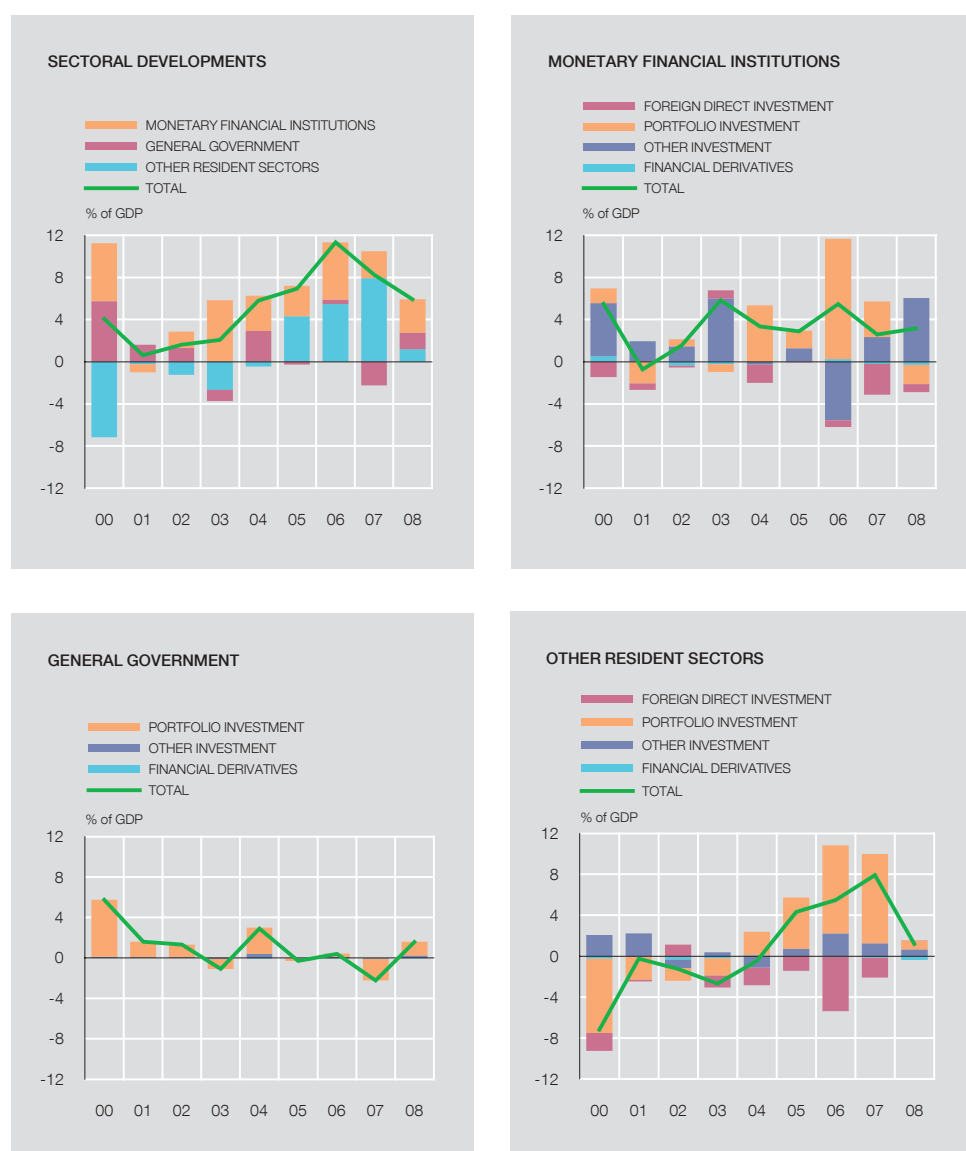 SECTORAL DEVELOPMENTS
MONETARY FINANCIAL INSTITUTIONS
GENERAL GOVERNMENT
OTHER RESIDENT SECTORS
TOTAL
% of GDP
12
8
4
0
-4
-8
-12
00 01 02 03 04 05 06 07 08
MONETARY FINANCIAL INSTITUTIONS
FOREIGN DIRECT INVESTMENT
PORTFOLIO INVESTMENT
OTHER INVESTMENT
FINANCIAL DERIVATIVES
TOTAL
% of GDP
12
8
4
0
-4
-8
-12
00 01 02 03 04 05 06 07 08
GENERAL GOVERNMENT
PORTFOLIO INVESTMENT
OTHER INVESTMENT
FINANCIAL DERIVATIVES
TOTAL
% of GDP
12
8
4
0
-4
-8
-12
00 01 02 03 04 05 06 07 08
OTHER RESIDENT SECTORS
FOREIGN DIRECT INVESTMENT
PORTFOLIO INVESTMENT
OTHER INVESTMENT
FINANCIAL DERIVATIVES
TOTAL
% of GDP
12
8
4
0
-4
-8
-12
00 01 02 03 04 05 06 07 08